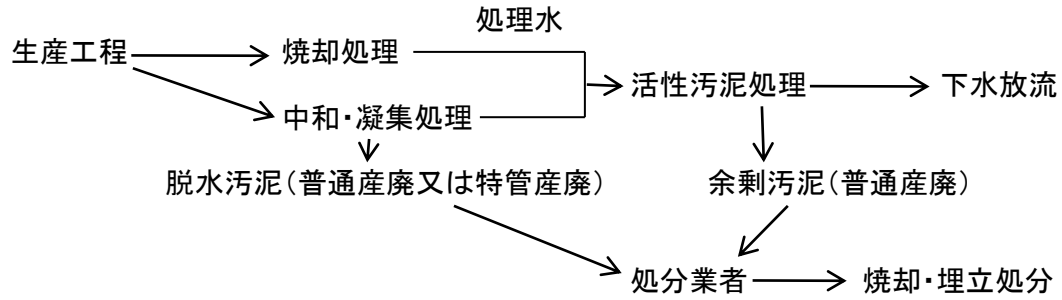 処理水
生産工程
焼却処理
活性汚泥処理
下水放流
中和・凝集処理
脱水汚泥(普通産廃又は特管産廃)
余剰汚泥(普通産廃)
処分業者
焼却・埋立処分